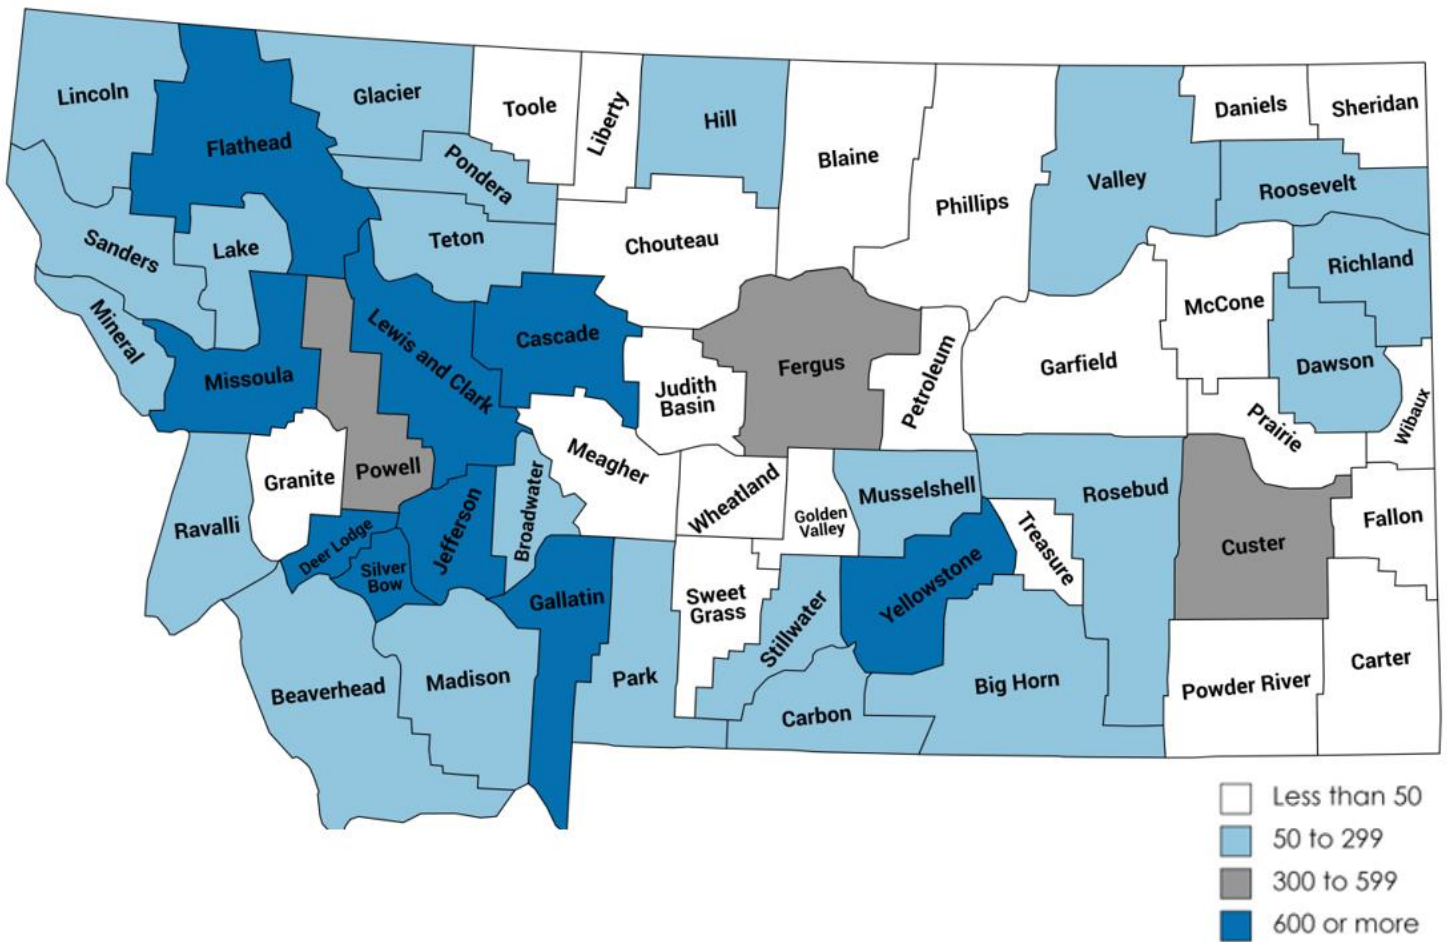 Lincoln
Flathead
Glacier
Toole
Liberty
Hill
Blaine
Phillips
Valley
Daniels
Sheridan
Roosevelt
Pondera
Teton
Chouteau
Sanders
Lake
Mineral
Missoula
Lewis and Clark
Cascade
Judith
Basin
Fergus
Petroleum
Garfield
McCone
Richland
Dawson
Prairie
Wibaux
Granite
Powell
Meagher
Wheatland
Golden
Valley
Musselshell
Rosebud
Treasure
Custer
Fallon
Ravalli
Deer Lodge
Silver
Bow
Jefferson
Broadwater
Gallatin
Sweet
Grass
Stillwater
Yellowstone
Beaverhead
Madison
Park
Carbon
Big Horn
Powder River
Carter
Less than 50
50 to 299
300 to 599
600 or more